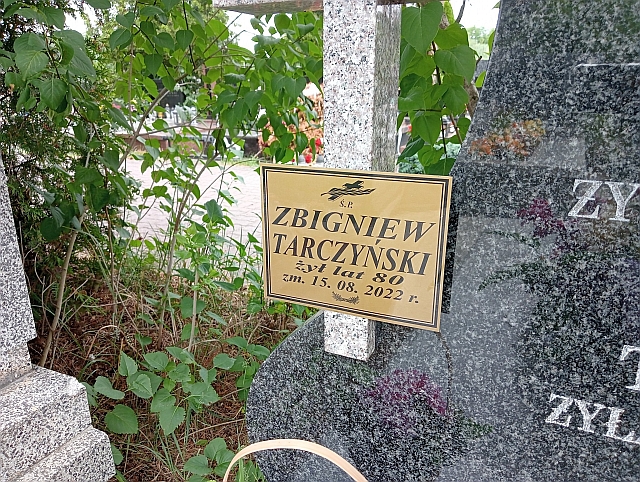 Ś.P.
ZBIGNIEW
TARCZYŃSKI
żył lat 80
zm. 15. 08. 2022 r.